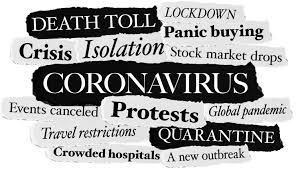 DEATH TOLL
LOCKDOWN
Panic buying
Crisis
Isolation
Stock market drops
CORONAVIRUS
Events canceled
Protests
Global pandemic
Travel restrictions
QUARANTINE
Crowded hospitals
A new outbreak